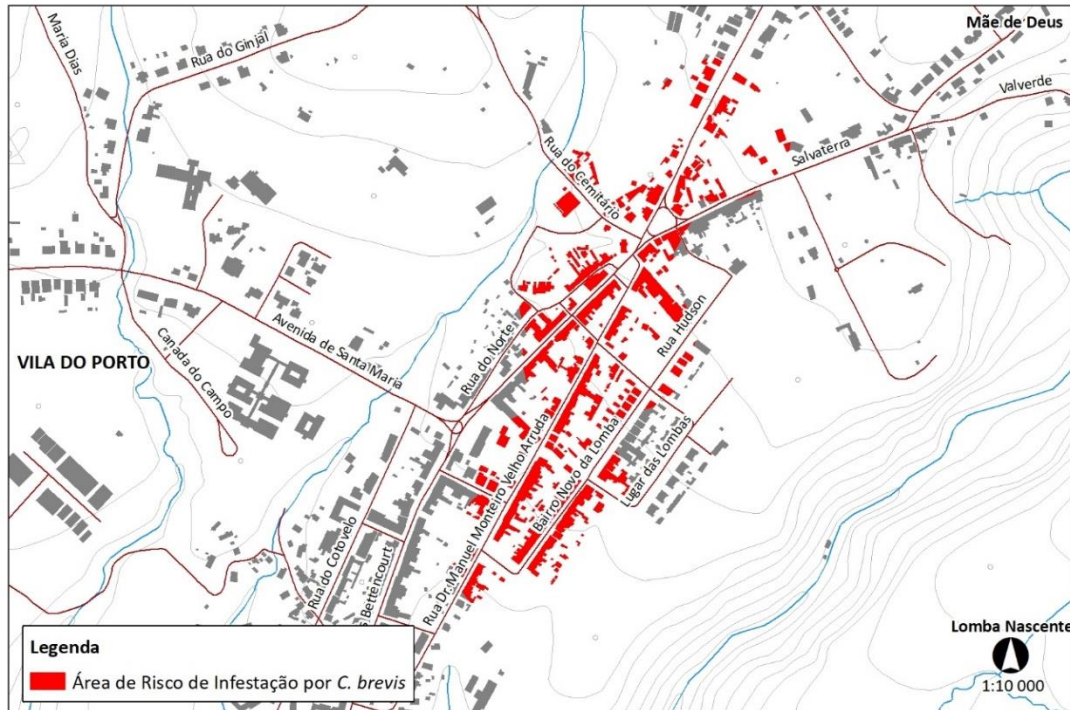 Mãe de Deus
Maria Dias
Rua do Ginjal
Valverde
Salvaterra
Rua do Cemitário
Rua Hudson
Avenida de Santa Maria
Rua do Norte
VILA DO PORTO
Canada do Campo
Lugar das Lombas
Bairro Novo da Lomba
Rua Dr. Manuel Monteiro Velho Arruda
Rua do Cotovelo
s Bettencourt
Lomba Nascente
1:10 000
Legenda
Área de Risco de Infestação por C. brevis